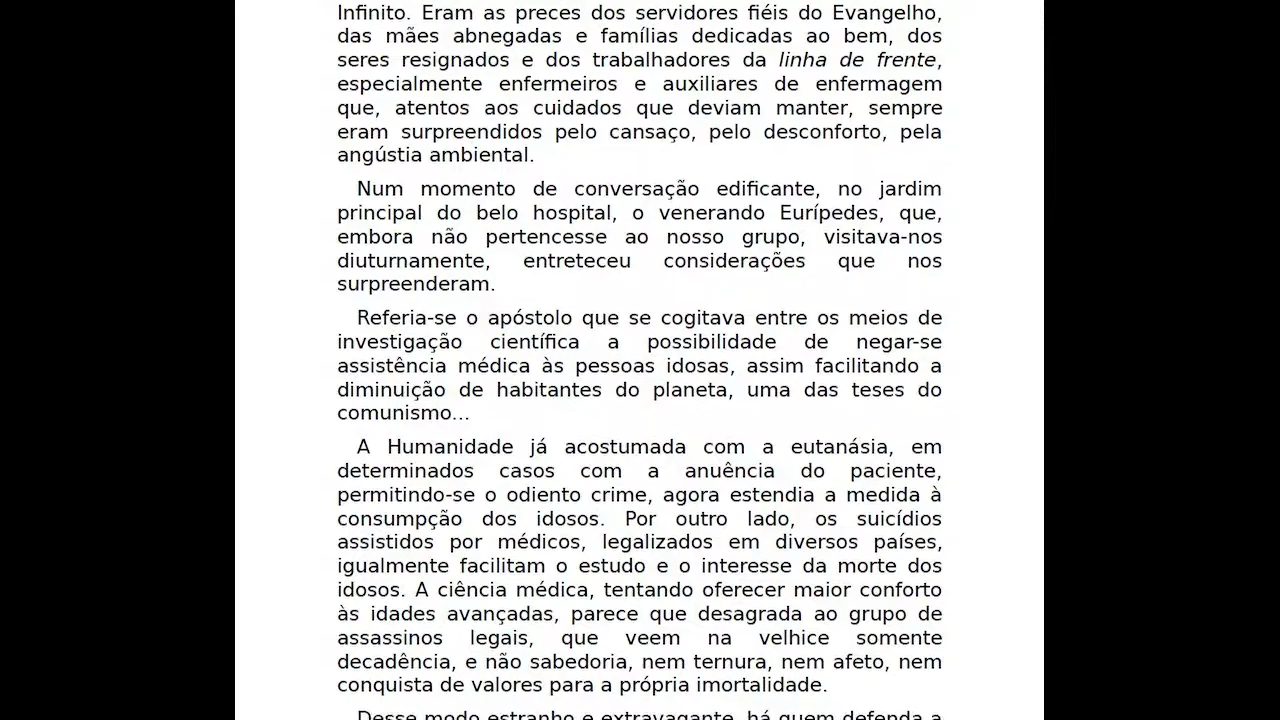 Infinito. Eram as preces dos servidores fiéis do Evangelho,
das mães abnegadas e famílias dedicadas ao bem, dos
seres resignados e dos trabalhadores da linha de frente,
especialmente enfermeiros e auxiliares de enfermagem
que, atentos aos cuidados que deviam manter, sempre
eram surpreendidos pelo cansaço, pelo desconforto, pela
angústia ambiental.
Num momento de conversação edificante, no jardim
principal do belo hospital, o venerando Eurípedes, que,
embora não pertencesse ao nosso grupo, visitava-nos
diuturnamente, entreteceu considerações que nos
surpreenderam.
Referia-se o apóstolo que se cogitava entre os meios de
investigação científica a possibilidade de negar-se
assistência médica às pessoas idosas, assim facilitando a
diminuição de habitantes do planeta, uma das teses do
comunismo...
A Humanidade já acostumada com a eutanásia, em
determinados casos com a anuência do paciente,
permitindo-se o odiento crime, agora estendia a medida à
consumpção dos idosos. Por outro lado, os suicídios
assistidos por médicos, legalizados em diversos países,
igualmente facilitam o estudo e o interesse da morte dos
idosos. A ciência médica, tentando oferecer maior conforto
às idades avançadas, parece que desagrada ao grupo de
assassinos legais, que veem na velhice somente
decadência, e não sabedoria, nem ternura, nem afeto, nem
conquista de valores para a própria imortalidade.
Desse modo estranho e extravagante, há quem defenda a